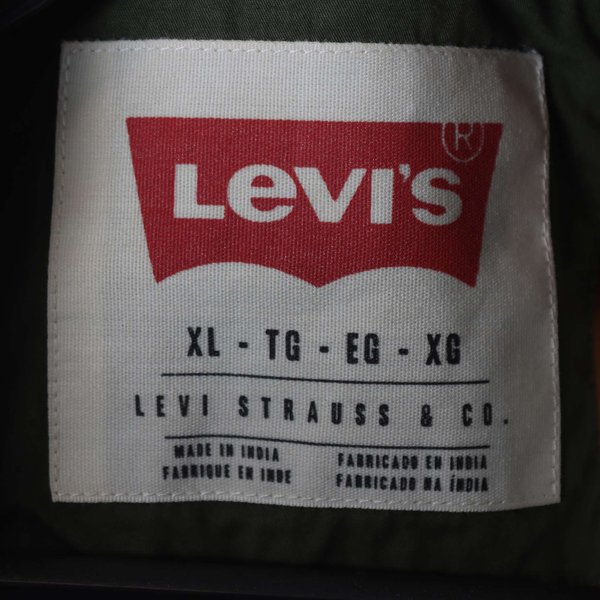 LEVI'S ®
XL - TG - EG - XG
LEVI STRAUSS & CO.
MADE IN INDIA
FABRIQUE EN INDE
FABRICADO EN INDIA
FABRICADO NA ÍNDIA